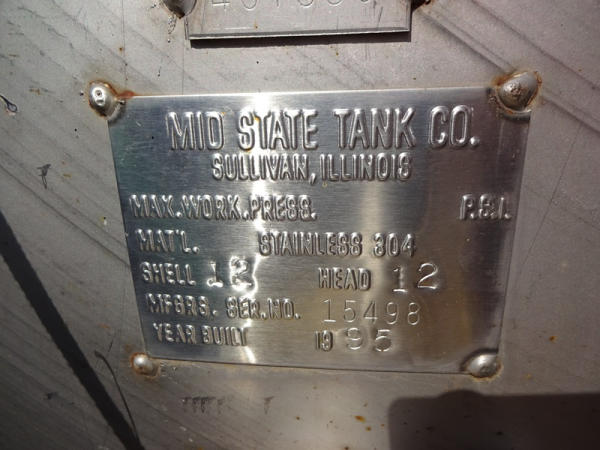 MID STATE TANK CO.
SULLIVAN, ILLINOIS
MAX. WORK. PRESS. P.S.I.
MAT'L. STAINLESS 304
SHELL 12 HEAD 12
MFGRS. SER. NO. 15498
YEAR BUILT 1995